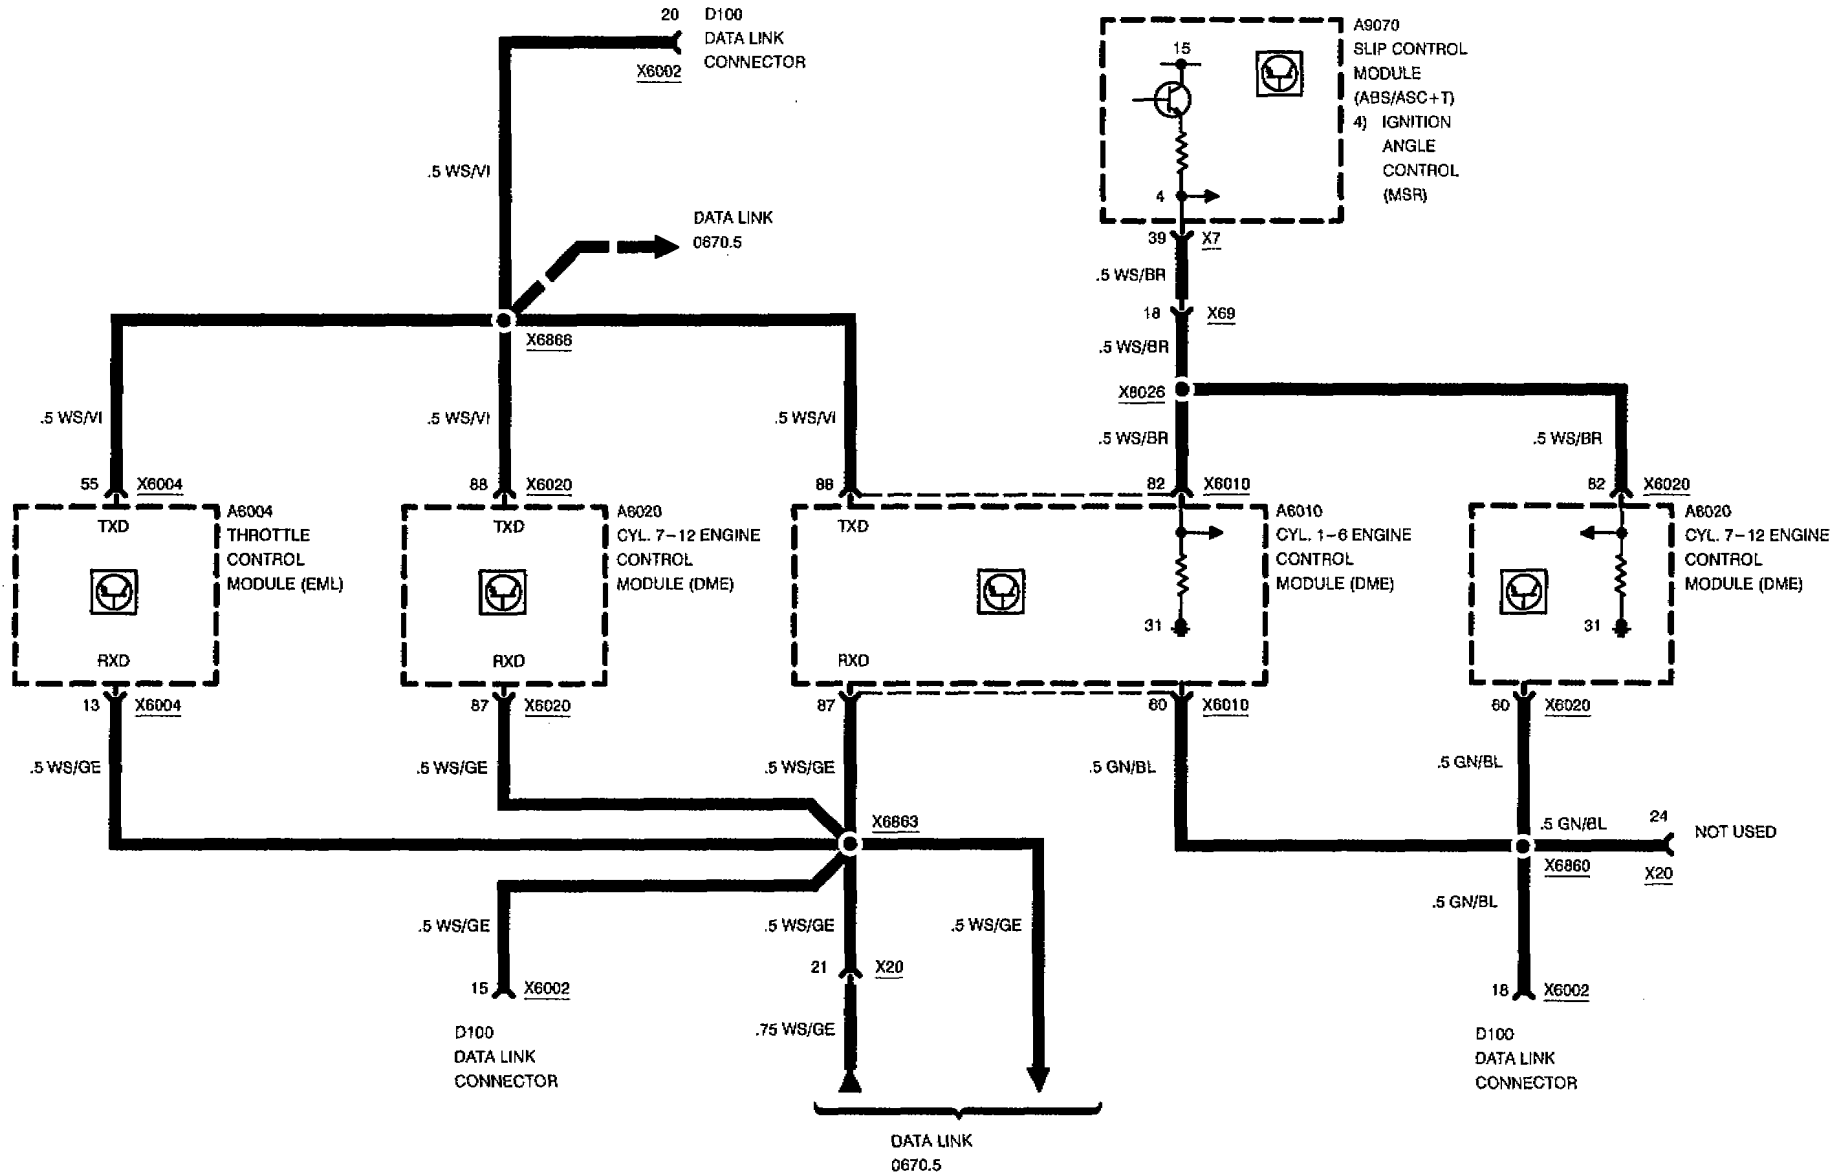 20
D100
DATA LINK
CONNECTOR
X6002
.5 WS/VI
DATA LINK
0670.5
X6866
.5 WS/VI
.5 WS/VI
.5 WS/VI
15
A9070
SLIP CONTROL
MODULE
(ABS/ASC+T)
4) IGNITION
ANGLE
CONTROL
(MSR)
4
39
X7
.5 WS/BR
18
X69
.5 WS/BR
X8026
.5 WS/BR
.5 WS/BR
55
X6004
88
X6020
88
82
X6010
82
X6020
TXD
A6004
THROTTLE
CONTROL
MODULE (EML)
RXD
TXD
A6020
CYL. 7-12 ENGINE
CONTROL
MODULE (DME)
RXD
TXD
A6010
CYL. 1-6 ENGINE
CONTROL
MODULE (DME)
31
RXD
A6020
CYL. 7-12 ENGINE
CONTROL
MODULE (DME)
31
13
X6004
87
X6020
87
60
X6010
60
X6020
.5 WS/GE
.5 WS/GE
.5 WS/GE
.5 GN/BL
.5 GN/BL
X6863
.5 GN/BL
24
NOT USED
X6860
X20
.5 WS/GE
.5 WS/GE
.5 WS/GE
.5 GN/BL
21
X20
15
X6002
18
X6002
D100
DATA LINK
CONNECTOR
.75 WS/GE
D100
DATA LINK
CONNECTOR
DATA LINK
0670.5